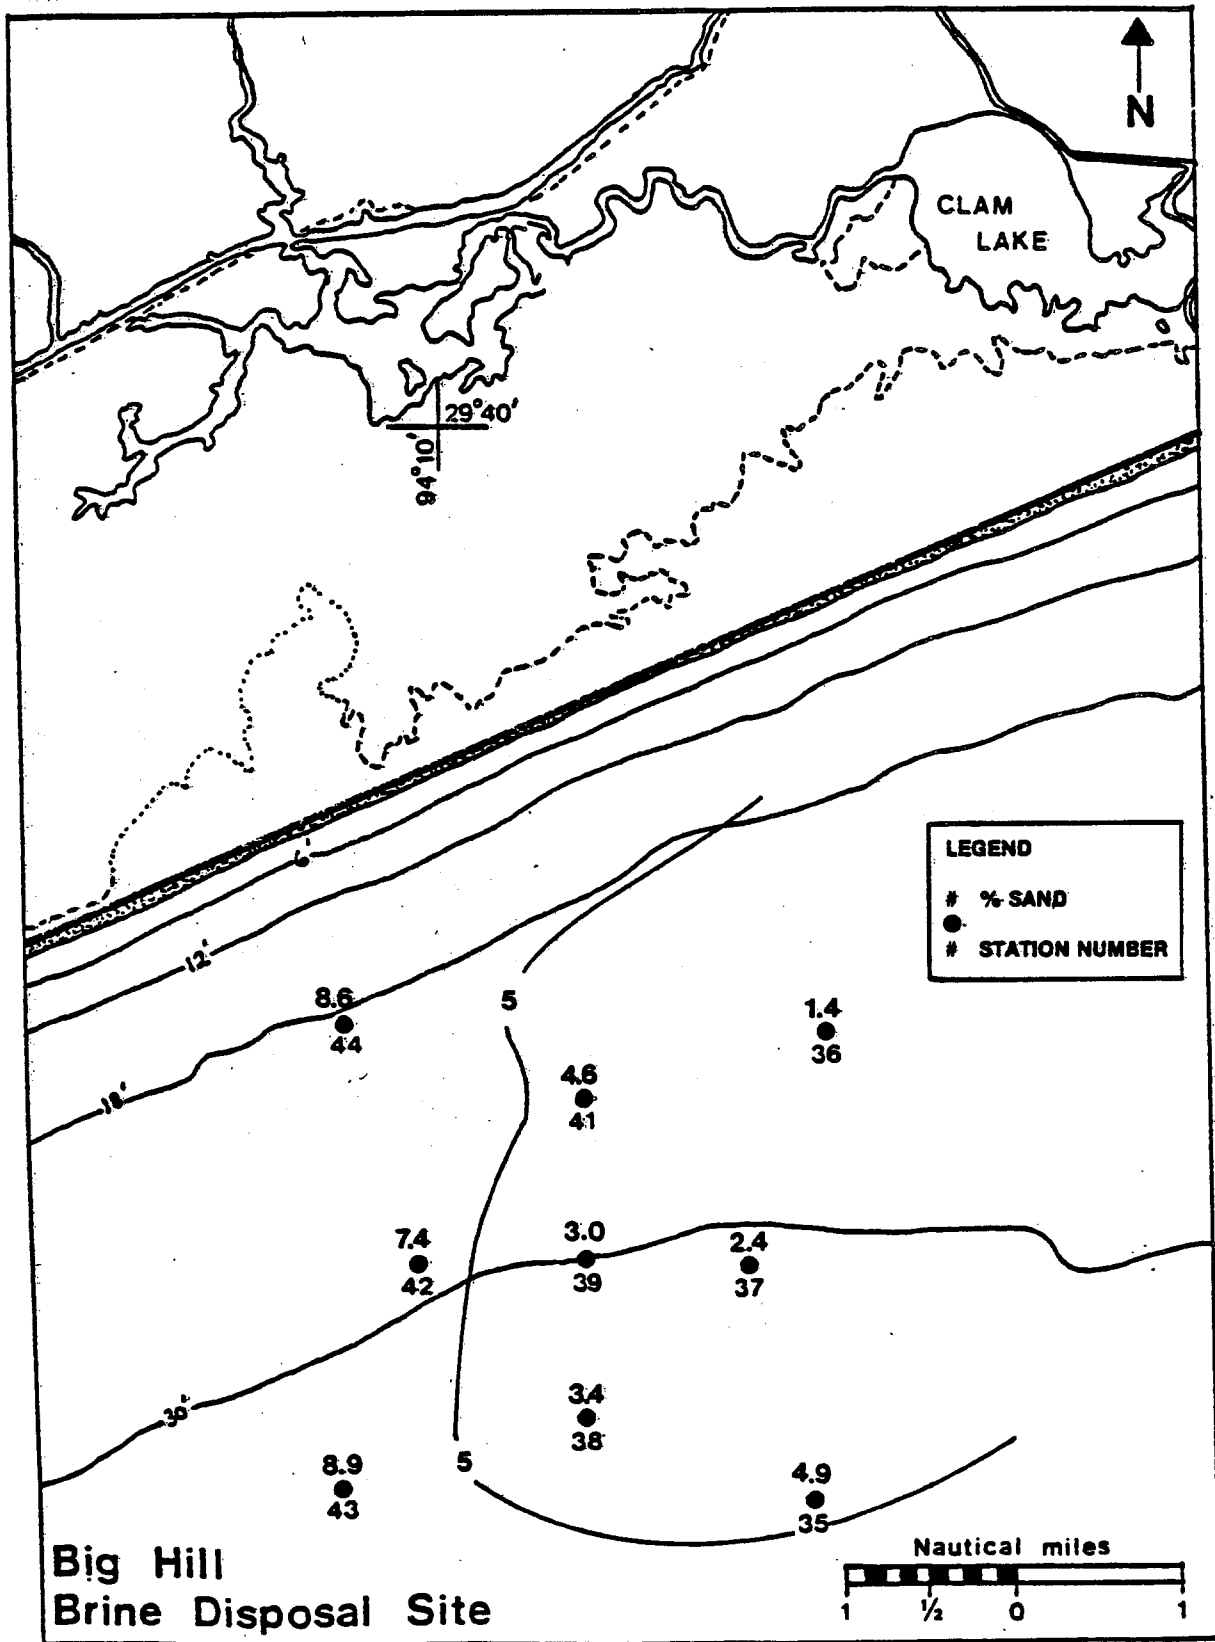 N
CLAM
LAKE
29°40'
94°10'
6'
LEGEND
# % SAND
# STATION NUMBER
12'
8.6
44
5
1.4
36
4.6
41
18'
7.4
42
3.0
39
2.4
37
30'
3.4
38
5
8.9
43
4.9
35
Big Hill
Brine Disposal Site
Nautical miles
1 ½ 0 1